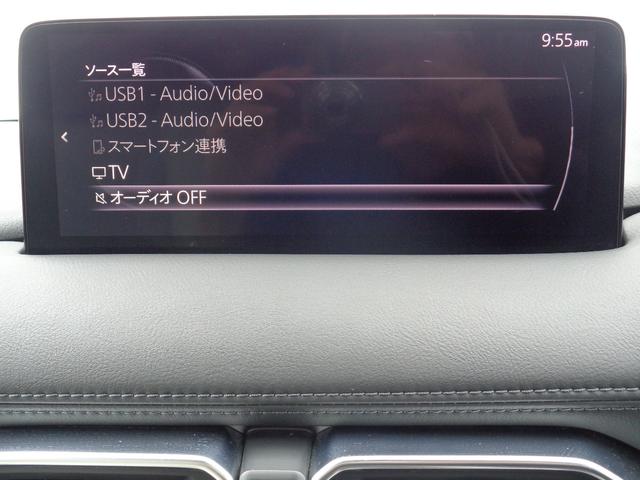 9:55am
ソース一覧
USB1 - Audio/Video
USB2 - Audio/Video
スマートフォン連携
TV
オーディオ OFF